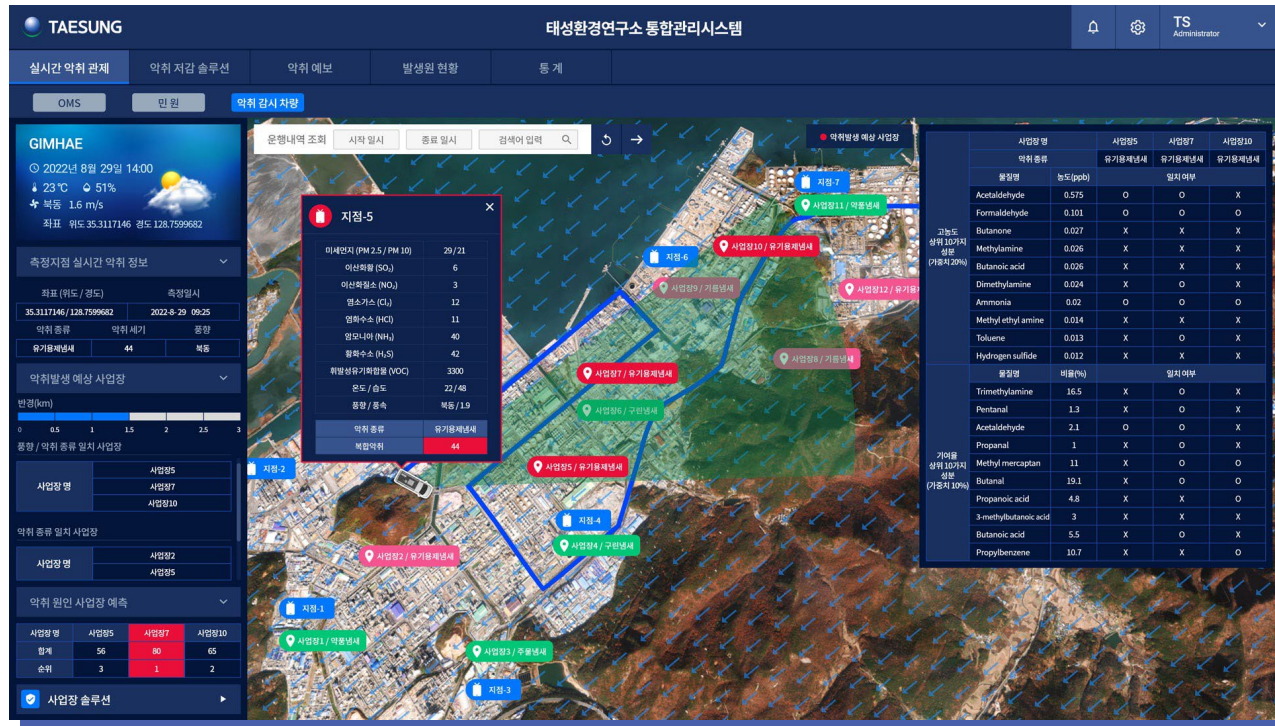 TAESUNG
태성환경연구소 통합관리시스템
TS
Administrator
실시간 악취 관제 악취 저감 솔루션 악취 예보 발생원 현황 통 계
OMS 민 원 악취 감시 차량
GIMHAE
2022년 8월 29일 14:00
23 ℃ 51%
북동 1.6 m/s
좌표 위도 35.3117146 경도 128.7599682
측정지점 실시간 악취 정보
좌표 (위도 / 경도) 측정일시
35.3117146 / 128.7599682 2022-8-29 09:25
악취 종류 악취 세기 풍향
유기용제냄새 44 북동
악취발생 예상 사업장
반경(km)
0 0.5 1 1.5 2 2.5 3
풍향 / 악취 종류 일치 사업장
사업장 명
사업장5
사업장7
사업장10
악취 종류 일치 사업장
사업장 명
사업장2
사업장5
악취 원인 사업장 예측
사업장 명 사업장5 사업장7 사업장10
합계 56 80 65
순위 3 1 2
사업장 솔루션
운행내역 조회 시작 일시 종료 일시 검색어 입력
지점-5
미세먼지 (PM 2.5 / PM 10) 29 / 21
이산화황 (SO₂) 6
이산화질소 (NO₂) 3
염소가스 (Cl₂) 12
염화수소 (HCl) 11
암모니아 (NH₃) 40
황화수소 (H₂S) 42
휘발성유기화합물 (VOC) 3300
온도 / 습도 22 / 48
풍향 / 풍속 북동 / 1.9
악취 종류 유기용제냄새
복합악취 44
악취발생 예상 사업장
지점-7
사업장11 / 약품냄새
사업장10 / 유기용제냄새
지점-6
사업장9 / 기름냄새
사업장12 / 유기용
사업장8 / 기름냄새
사업장7 / 유기용제냄새
사업장6 / 구린냄새
사업장5 / 유기용제냄새
지점-2
지점-4
사업장4 / 구린냄새
사업장2 / 유기용제냄새
지점-1
사업장1 / 약품냄새
사업장3 / 주물냄새
지점-3
사업장 명 사업장5 사업장7 사업장10
악취 종류 유기용제냄새 유기용제냄새 유기용제냄새
고농도
상위 10가지
성분
(가중치 20%)
물질명 농도(ppb) 일치 여부
Acetaldehyde 0.575 O O X
Formaldehyde 0.101 O O O
Butanone 0.027 X O X
Methylamine 0.026 X X X
Butanoic acid 0.026 X X X
Dimethylamine 0.024 X O X
Ammonia 0.02 O O O
Methyl ethyl amine 0.014 X X X
Toluene 0.013 X O X
Hydrogen sulfide 0.012 X X X
기여율
상위 10가지
성분
(가중치 10%)
물질명 비율(%) 일치 여부
Trimethylamine 16.5 X O X
Pentanal 1.3 X O X
Acetaldehyde 2.1 O O X
Propanal 1 X O X
Methyl mercaptan 11 X O O
Butanal 19.1 X O O
Propanoic acid 4.8 X X O
3-methylbutanoic acid 3 X X X
Butanoic acid 5.5 X X O
Propylbenzene 10.7 X X O